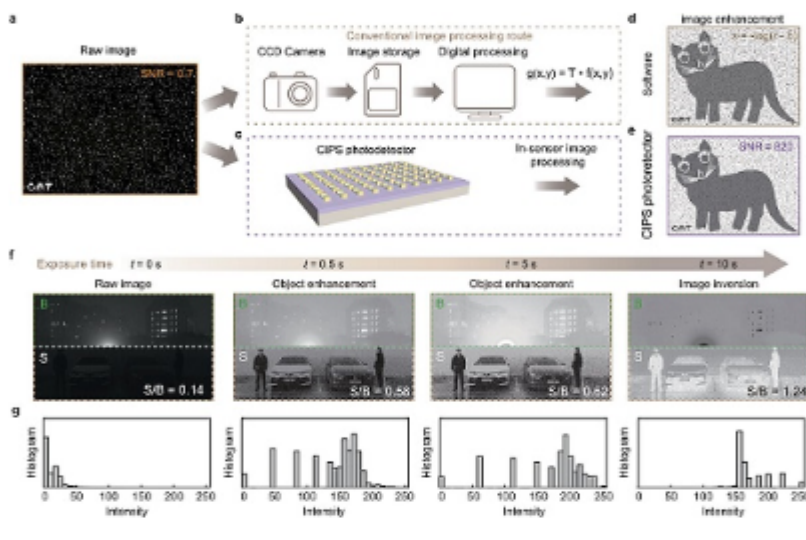 a
Raw image
SNR = 0.7
CAT
b
Conventional image processing route
CCD Camera
Image storage
Digital processing
g(x,y) = T • f(x,y)
c
CIPS photodetector
In-sensor image
processing
d
image enhancement
Software
e
CIPS photoretector
SNR = 820
CAT
f
Exposure time
t = 0 s
t = 0.5 s
t = 5 s
t = 10 s
Raw image
Object enhancement
Object enhancement
Image inversion
B
S
S/B = 0.14
B
S
S/B = 0.58
B
S
S/B = 0.62
B
S
S/B = 1.24
g
Histogram
0 50 100 150 200 250
Intensity
Histogram
0 50 100 150 200 250
Intensity
Histogram
0 50 100 150 200 250
Intensity
Histogram
0 50 100 150 200 250
Intensity